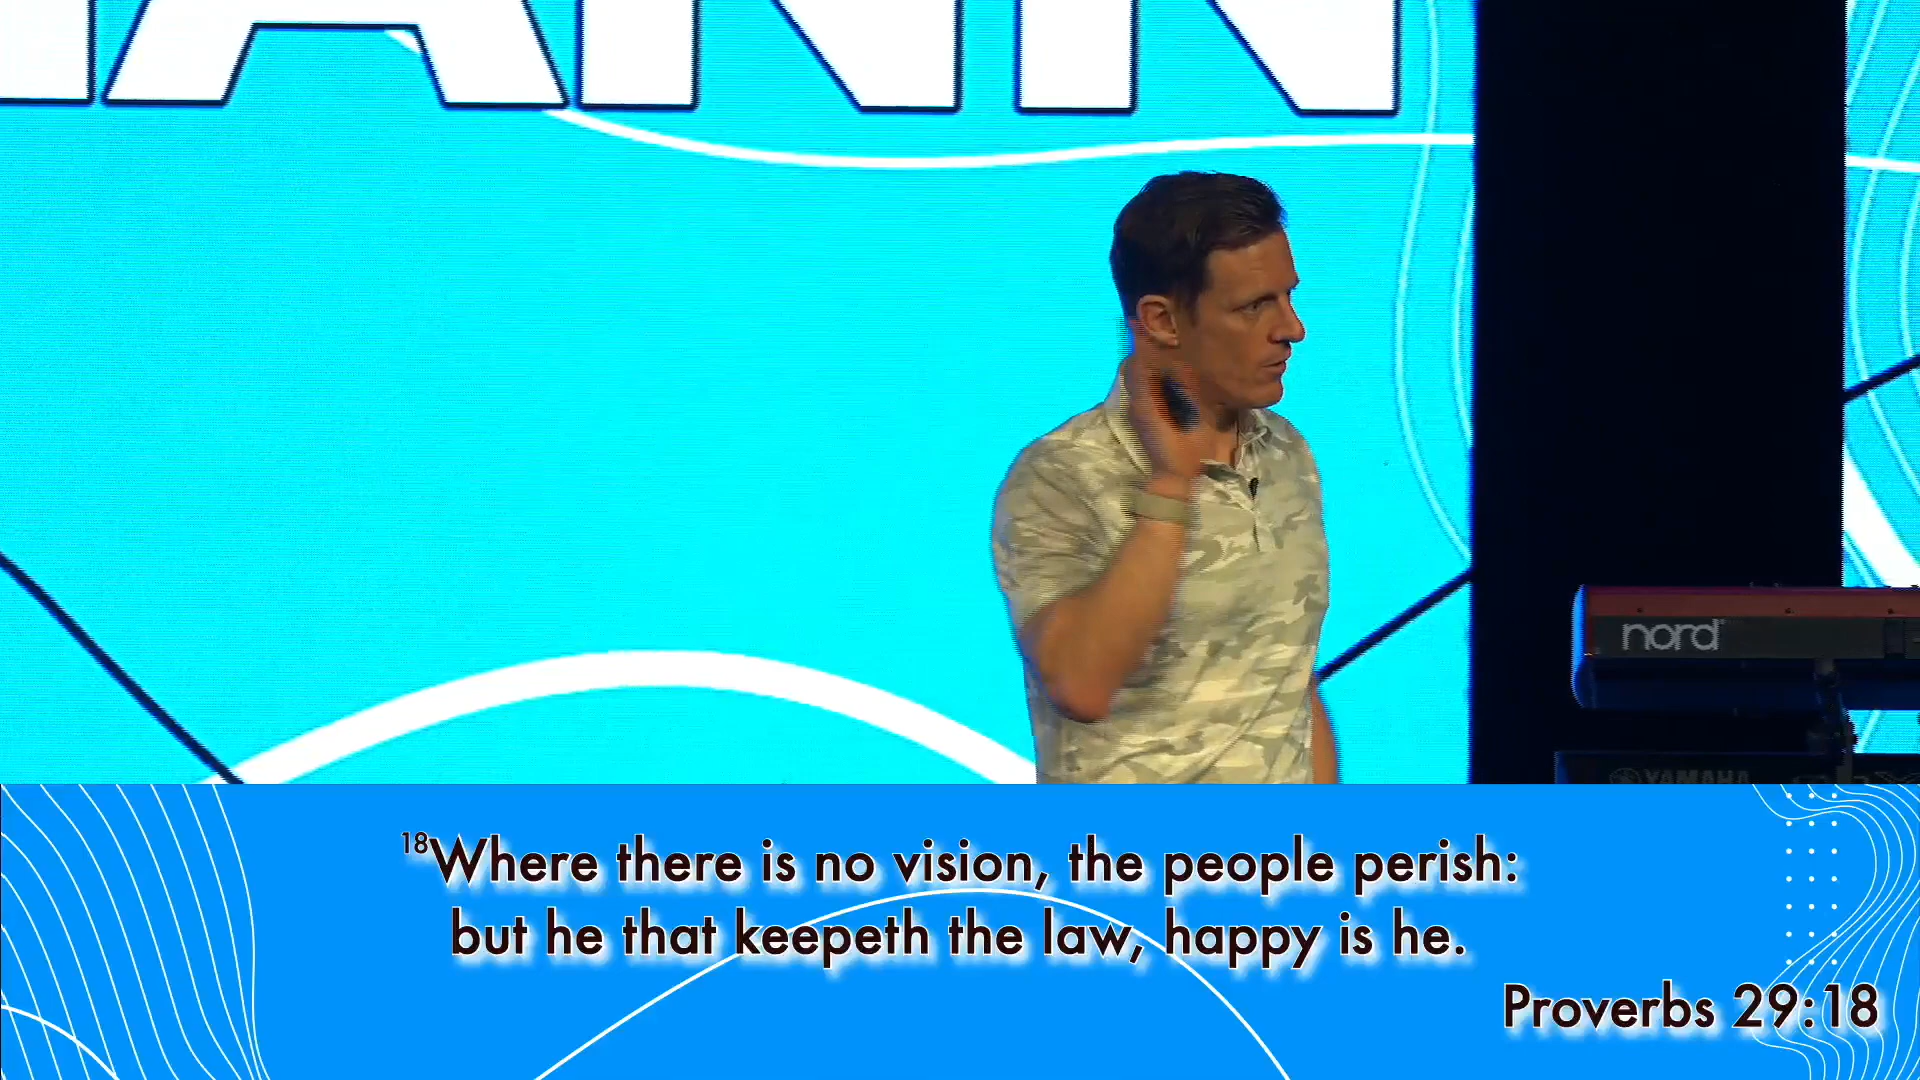 ANN
nord
YAMAHA
18Where there is no vision, the people perish:
but he that keepeth the law, happy is he.
Proverbs 29:18